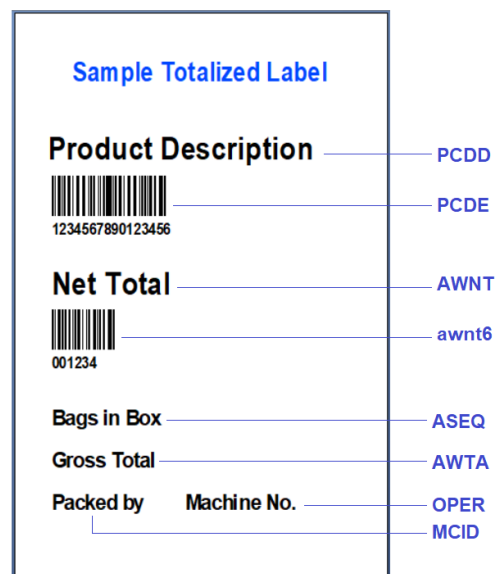 Sample Totalized Label
Product Description PCDD
PCDE
1234567890123456
Net Total AWNT
awnt6
001234
Bags in Box ASEQ
Gross Total AWTA
Packed by Machine No. OPER
MCID